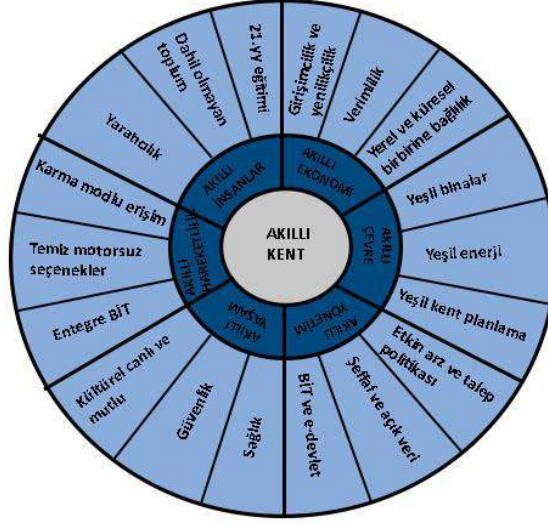 AKILLI
KENT
AKILLI
EKONOMİ
Girişimcilik ve
yenilikçilik
Verimlilik
Yerel ve küresel
birbirine bağlılık
AKILLI
ÇEVRE
Yeşil binalar
Yeşil enerji
Yeşil kent planlama
AKILLI
YÖNETİM
Etkin arz ve talep
politikası
Şeffaf ve açık veri
BİT ve e-devlet
AKILLI
YAŞAM
Sağlık
Güvenlik
Kültürel canlı ve
mutlu
AKILLI
HAREKETLİLİK
Entegre BİT
Temiz motorsuz
seçenekler
Karma modlu erişim
AKILLI
İNSANLAR
Yaratıcılık
Dahil olmayan
toplum
21.yy eğitimi